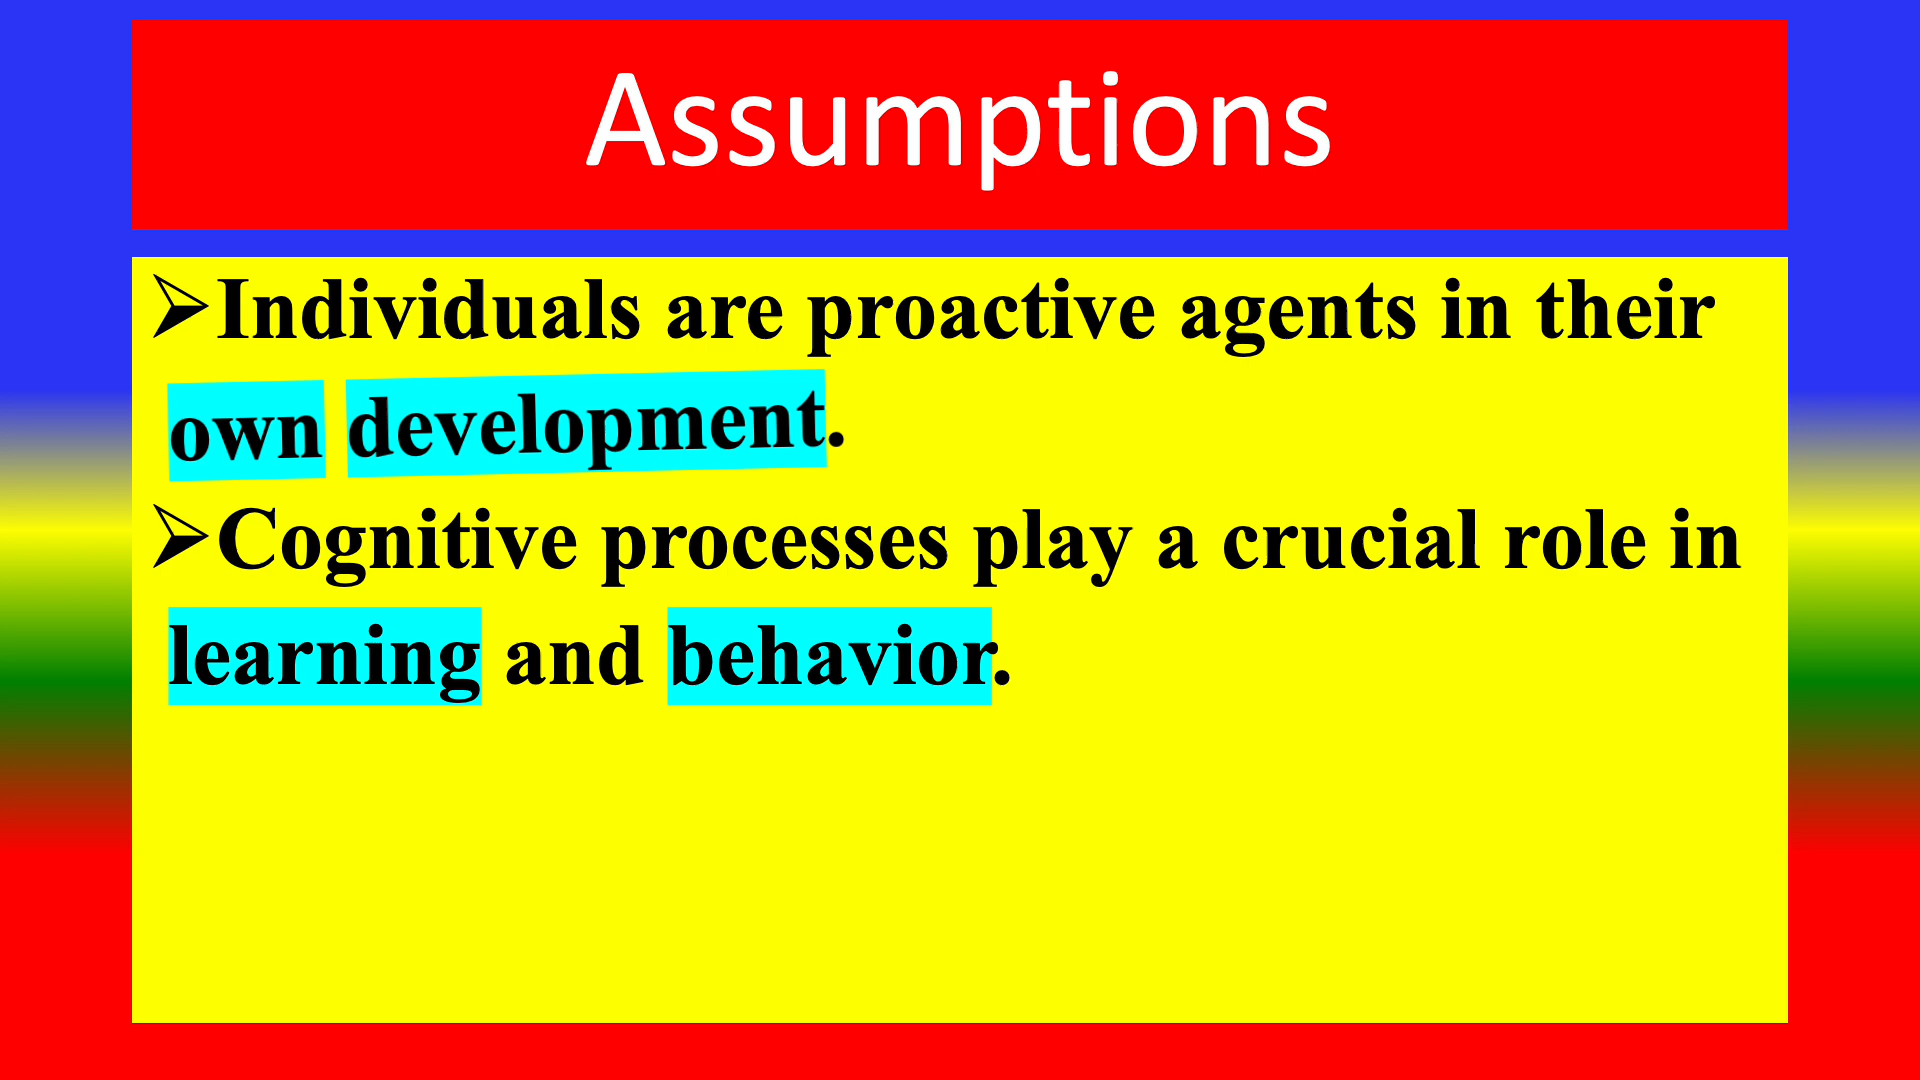 Assumptions
➢Individuals are proactive agents in their
own development.
➢Cognitive processes play a crucial role in
learning and behavior.